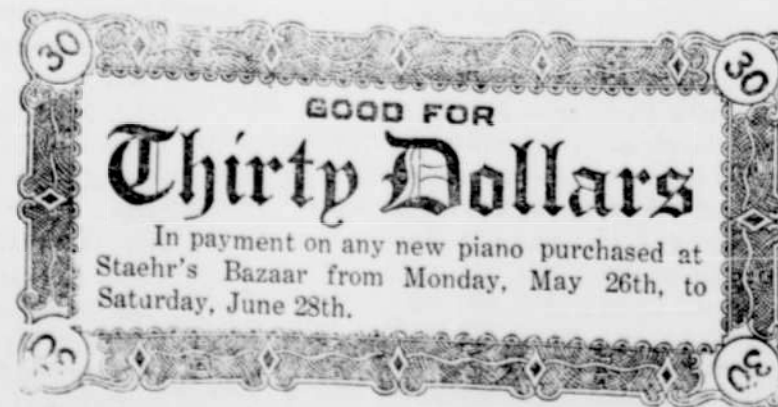 30 30
GOOD FOR
Thirty Dollars
In payment on any new piano purchased at
Staehr's Bazaar from Monday, May 26th, to
Saturday, June 28th.
30 30